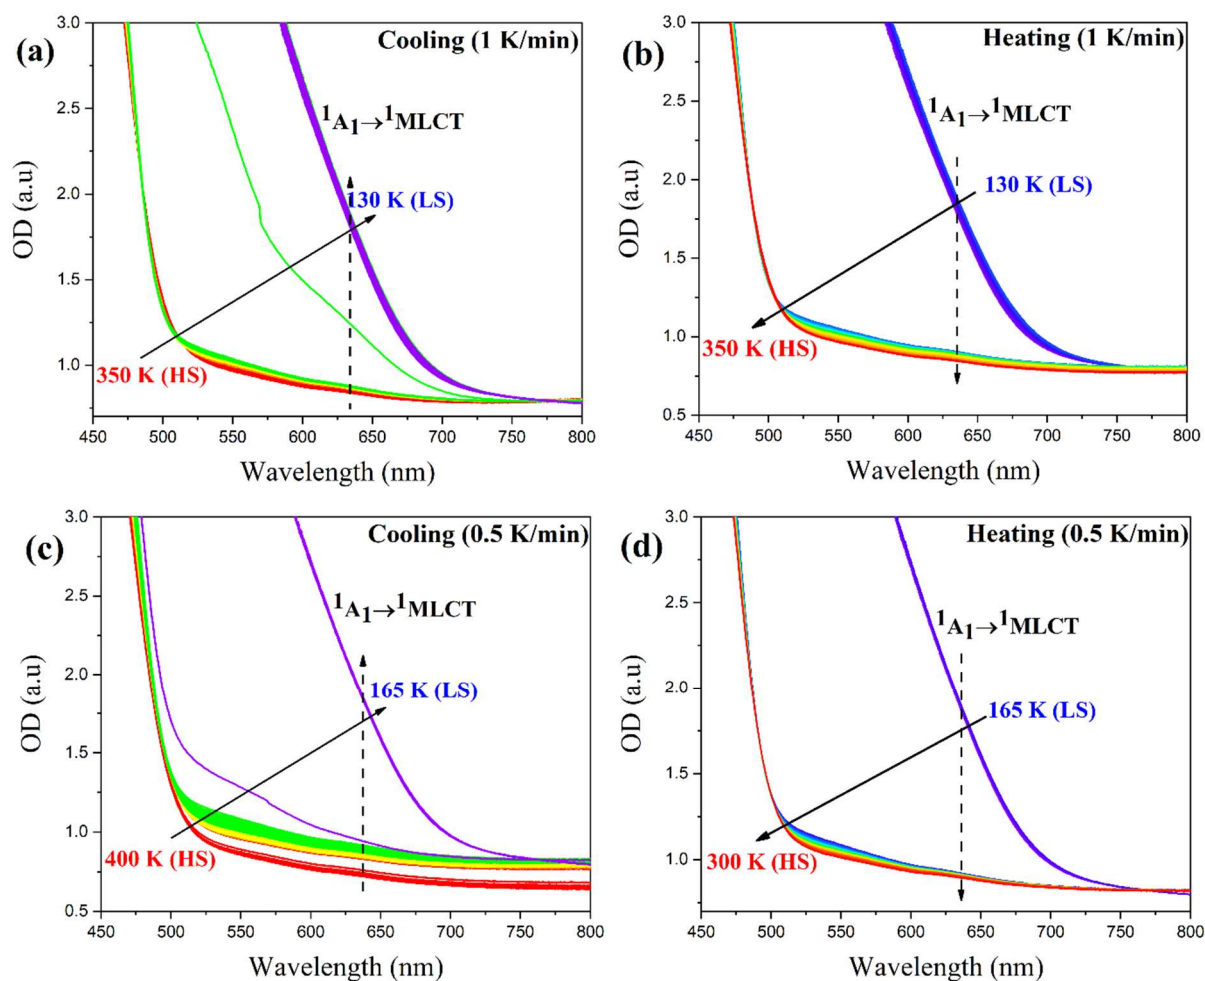 (a)
Cooling (1 K/min)
¹A₁→¹MLCT
130 K (LS)
350 K (HS)
OD (a.u)
3.0
2.5
2.0
1.5
1.0
450 500 550 600 650 700 750 800
Wavelength (nm)
(b)
Heating (1 K/min)
¹A₁→¹MLCT
130 K (LS)
350 K (HS)
OD (a.u)
3.0
2.5
2.0
1.5
1.0
0.5
450 500 550 600 650 700 750 800
Wavelength (nm)
(c)
Cooling (0.5 K/min)
¹A₁→¹MLCT
165 K (LS)
400 K (HS)
OD (a.u)
3.0
2.5
2.0
1.5
1.0
0.5
450 500 550 600 650 700 750 800
Wavelength (nm)
(d)
Heating (0.5 K/min)
¹A₁→¹MLCT
165 K (LS)
300 K (HS)
OD (a.u)
3.0
2.5
2.0
1.5
1.0
450 500 550 600 650 700 750 800
Wavelength (nm)